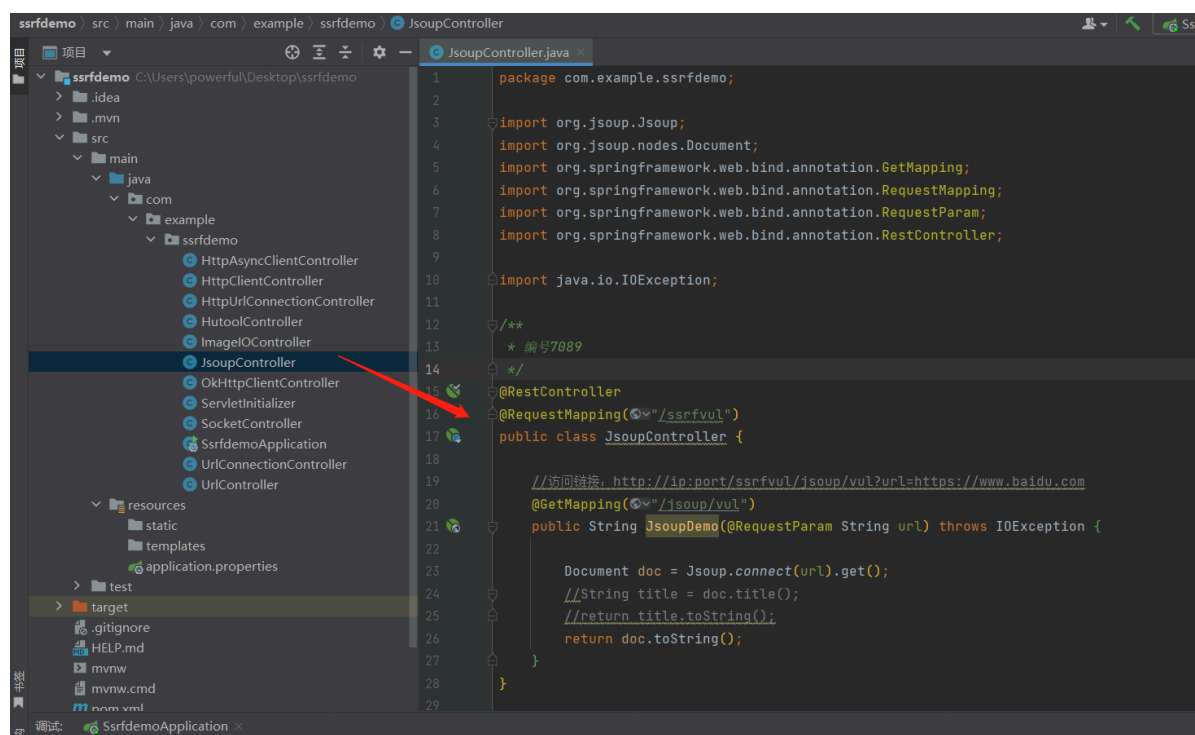 ssrfdemo 〉 src 〉 main 〉 java 〉 com 〉 example 〉 ssrfdemo 〉 JsoupController
项目
项目
JsoupController.java
ssrfdemo C:\Users\powerful\Desktop\ssrfdemo
.idea
.mvn
src
main
java
com
example
ssrfdemo
HttpAsyncClientController
HttpClientController
HttpUrlConnectionController
HutoolController
ImageIOController
JsoupController
OkHttpClientController
ServletInitializer
SocketController
SsrfdemoApplication
UrlConnectionController
UrlController
resources
static
templates
application.properties
test
target
.gitignore
HELP.md
mvnw
mvnw.cmd
pom.xml
书签
1 package com.example.ssrfdemo;
2
3 import org.jsoup.Jsoup;
4 import org.jsoup.nodes.Document;
5 import org.springframework.web.bind.annotation.GetMapping;
6 import org.springframework.web.bind.annotation.RequestMapping;
7 import org.springframework.web.bind.annotation.RequestParam;
8 import org.springframework.web.bind.annotation.RestController;
9
10 import java.io.IOException;
11
12 /**
13 * 编号7089
14 */
15 @RestController
16 @RequestMapping("/ssrfvul")
17 public class JsoupController {
18
19 //访问链接：http://ip:port/ssrfvul/jsoup/vul?url=https://www.baidu.com
20 @GetMapping("/jsoup/vul")
21 public String JsoupDemo(@RequestParam String url) throws IOException {
22
23 Document doc = Jsoup.connect(url).get();
24 //String title = doc.title();
25 //return title.toString();
26 return doc.toString();
27 }
28 }
29
调试: SsrfdemoApplication